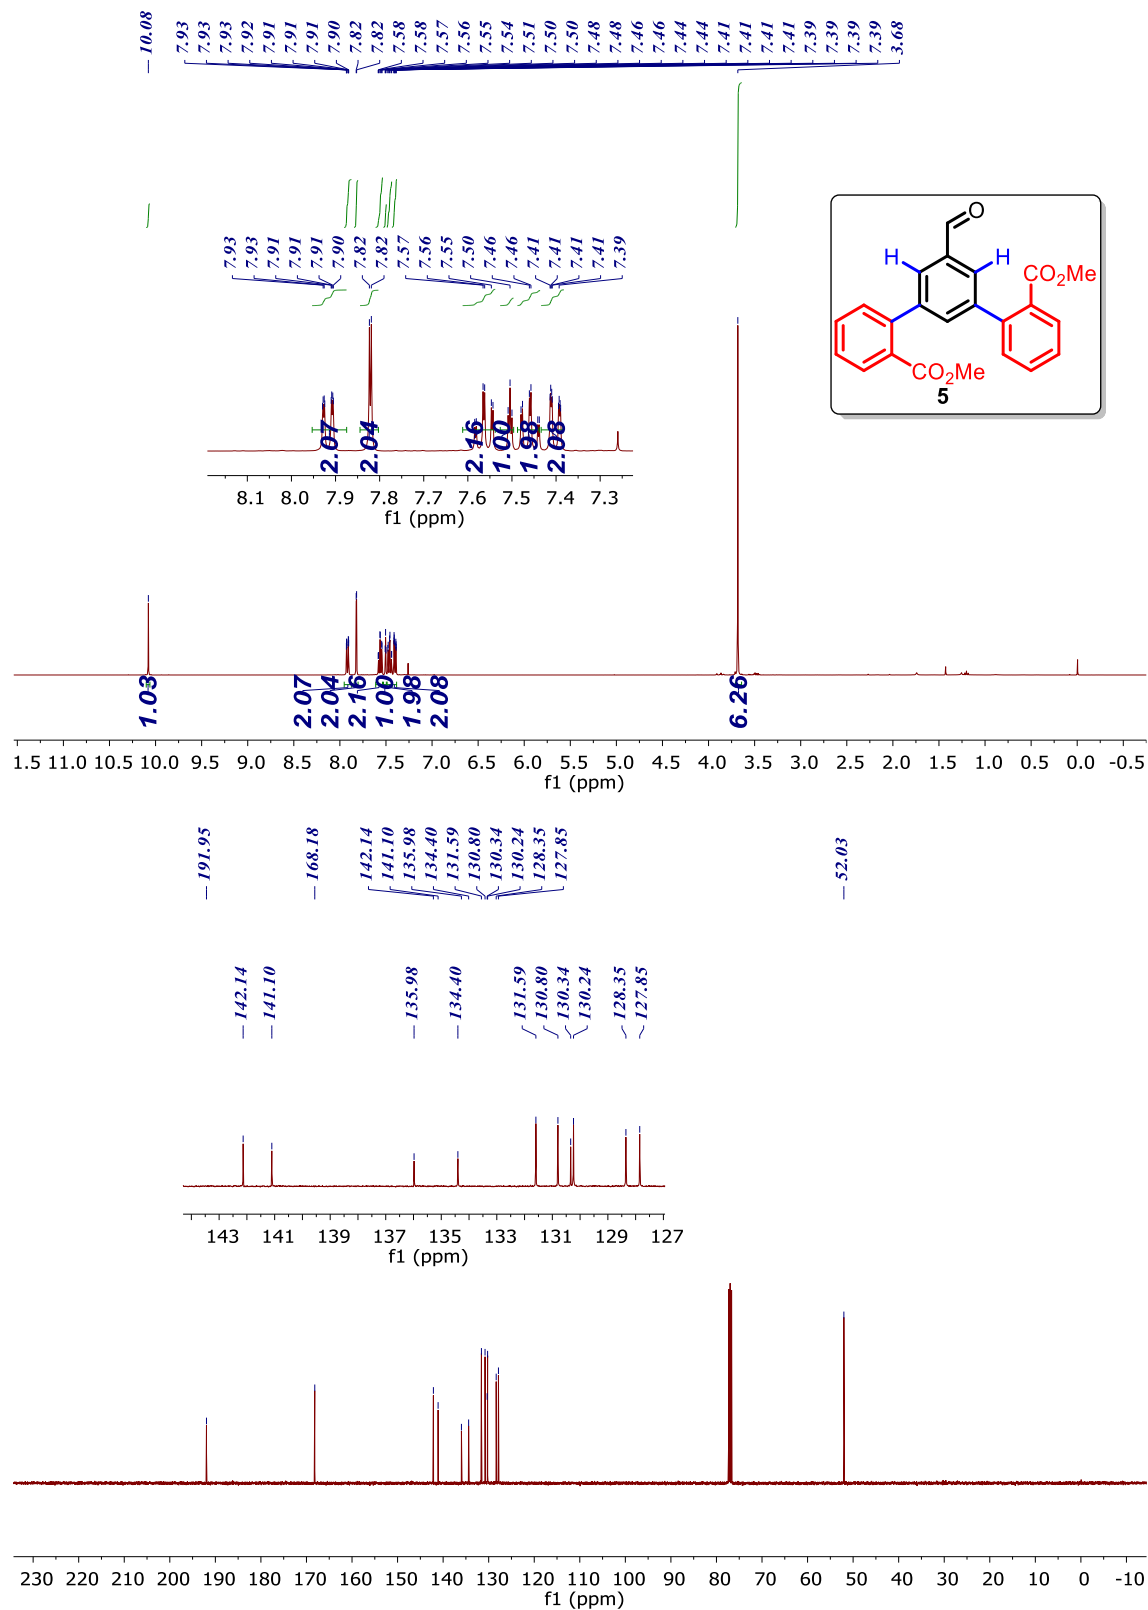 10.08 7.93 7.93 7.93 7.92 7.91 7.91 7.91 7.90 7.82 7.82 7.58 7.58 7.57 7.56 7.55 7.54 7.51 7.50 7.50 7.48 7.48 7.46 7.46 7.44 7.44 7.41 7.41 7.41 7.41 7.39 7.39 7.39 7.39 3.68
7.93 7.93 7.91 7.91 7.91 7.90 7.82 7.82 7.57 7.56 7.55 7.50 7.46 7.46 7.41 7.41 7.41 7.41 7.39
O
H H
CO2Me
CO2Me
5
2.07 2.04 2.16 1.00 1.98 2.08
8.1 8.0 7.9 7.8 7.7 7.6 7.5 7.4 7.3
f1 (ppm)
1.03 2.07 2.04 2.16 1.00 1.98 2.08 6.26
1.5 11.0 10.5 10.0 9.5 9.0 8.5 8.0 7.5 7.0 6.5 6.0 5.5 5.0 4.5 4.0 3.5 3.0 2.5 2.0 1.5 1.0 0.5 0.0 -0.5
f1 (ppm)
191.95 168.18 142.14 141.10 135.98 134.40 131.59 130.80 130.34 130.24 128.35 127.85 52.03
142.14 141.10 135.98 134.40 131.59 130.80 130.34 130.24 128.35 127.85
143 141 139 137 135 133 131 129 127
f1 (ppm)
230 220 210 200 190 180 170 160 150 140 130 120 110 100 90 80 70 60 50 40 30 20 10 0 -10
f1 (ppm)